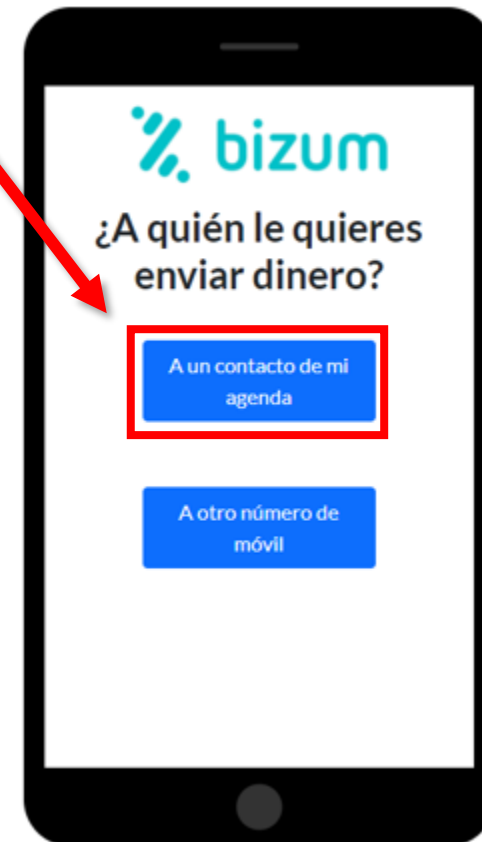 bizum
¿A quién le quieres
enviar dinero?
A un contacto de mi
agenda
A otro número de
móvil